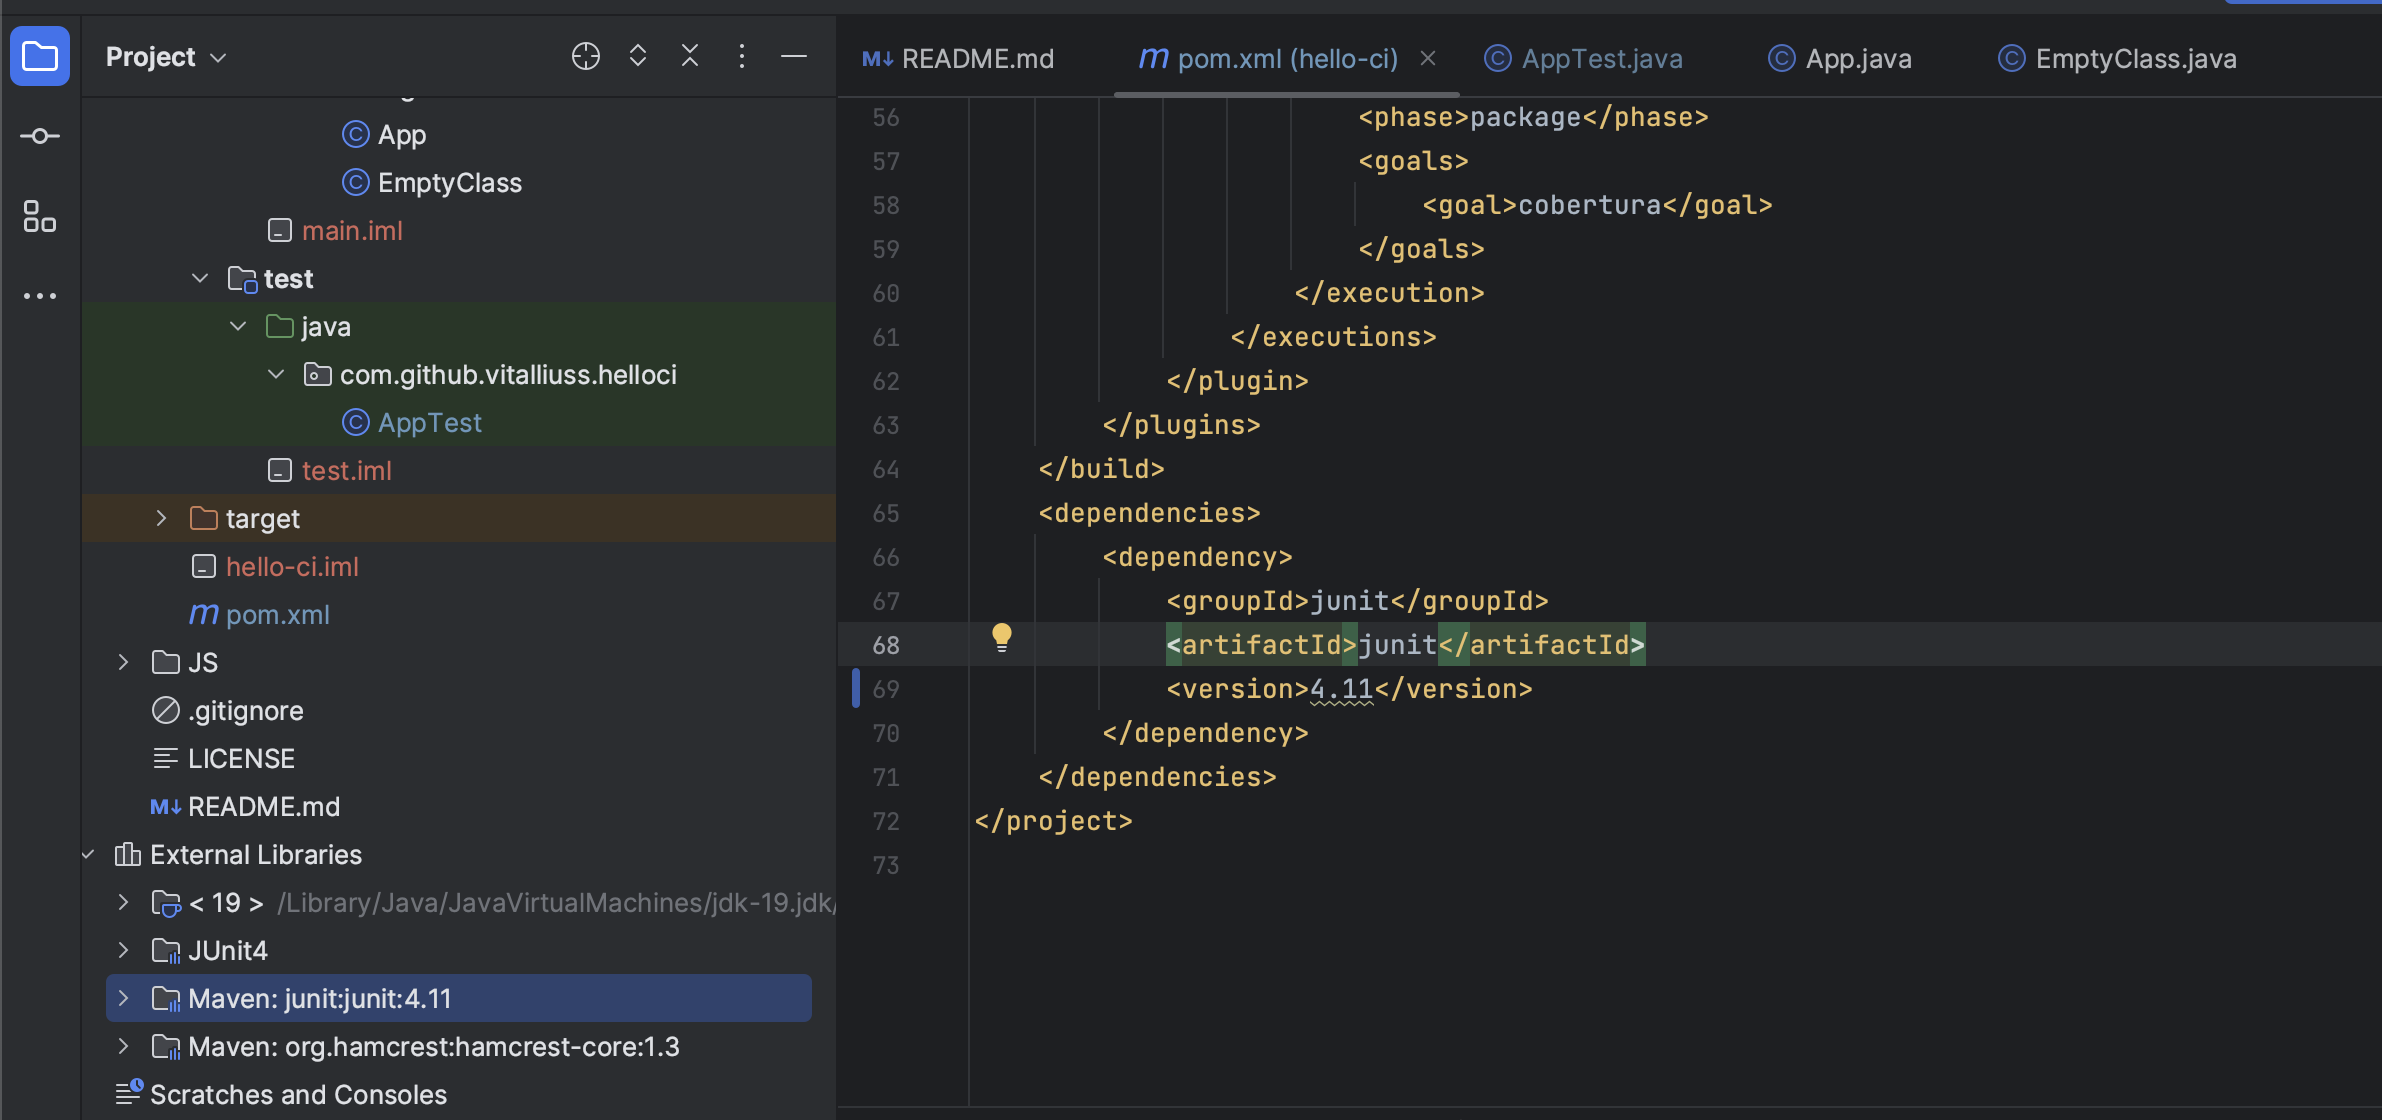 Project
App
EmptyClass
main.iml
test
java
com.github.vitalliuss.helloci
AppTest
test.iml
target
hello-ci.iml
m pom.xml
JS
.gitignore
LICENSE
M↓ README.md
External Libraries
< 19 > /Library/Java/JavaVirtualMachines/jdk-19.jdk/
JUnit4
Maven: junit:junit:4.11
Maven: org.hamcrest:hamcrest-core:1.3
Scratches and Consoles
M↓ README.md m pom.xml (hello-ci) × AppTest.java App.java EmptyClass.java
56 <phase>package</phase>
57 <goals>
58 <goal>cobertura</goal>
59 </goals>
60 </execution>
61 </executions>
62 </plugin>
63 </plugins>
64 </build>
65 <dependencies>
66 <dependency>
67 <groupId>junit</groupId>
68 <artifactId>junit</artifactId>
69 <version>4.11</version>
70 </dependency>
71 </dependencies>
72 </project>
73